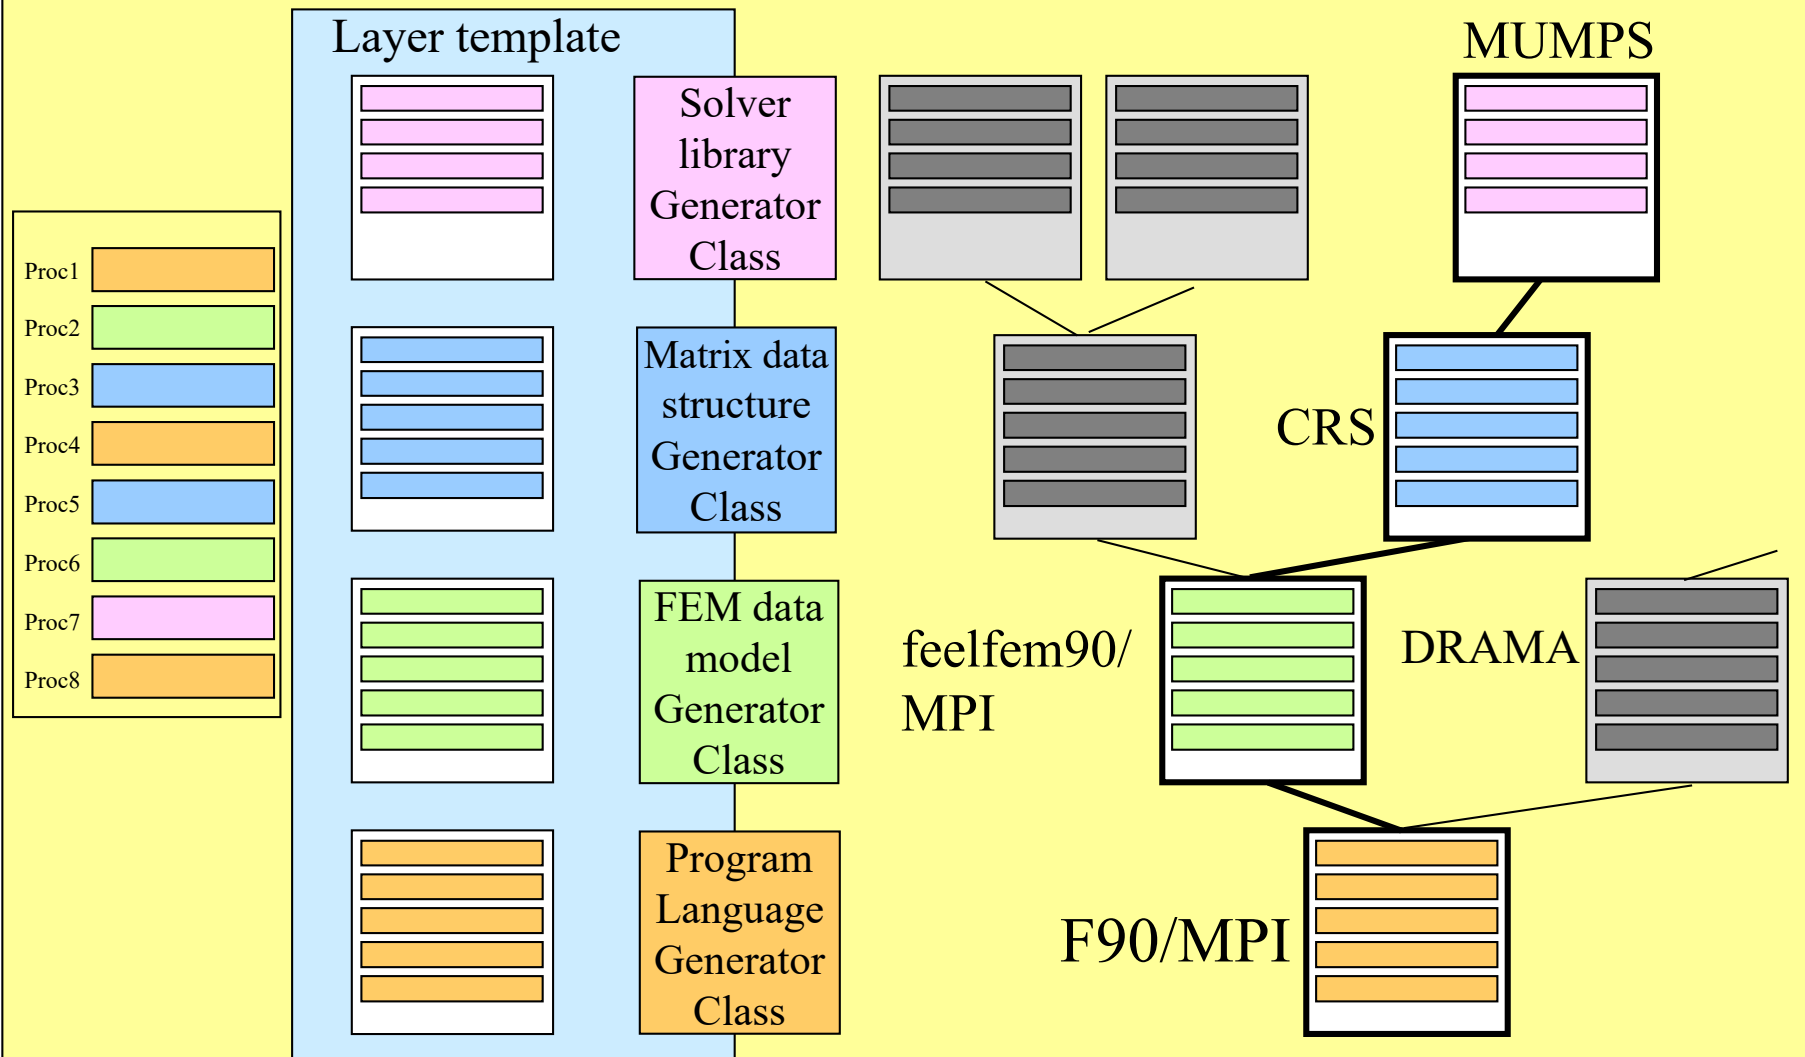 Layer template
Proc1
Proc2
Proc3
Proc4
Proc5
Proc6
Proc7
Proc8
Solver
library
Generator
Class
Matrix data
structure
Generator
Class
FEM data
model
Generator
Class
Program
Language
Generator
Class
MUMPS
CRS
feelfem90/
MPI
DRAMA
F90/MPI